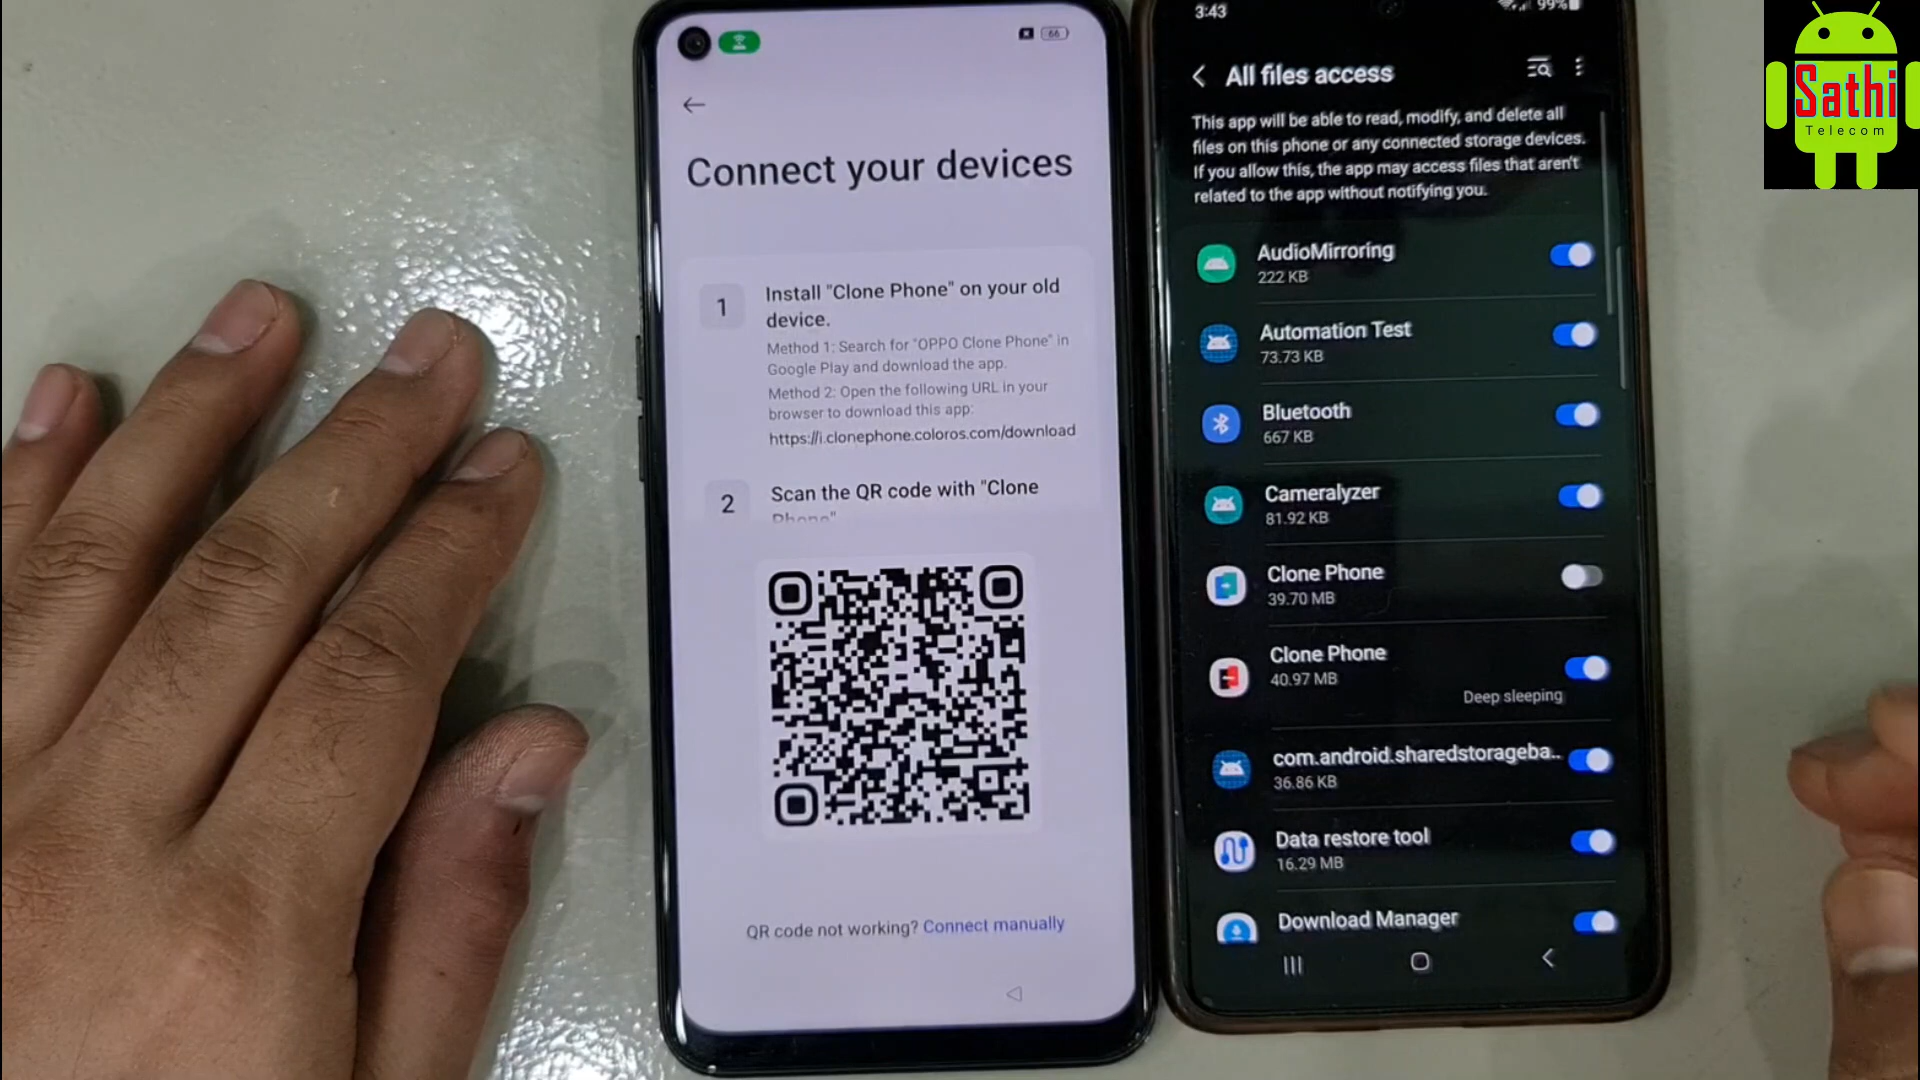 66
Connect your devices
1
Install "Clone Phone" on your old
device.
Method 1: Search for "OPPO Clone Phone" in
Google Play and download the app.
Method 2: Open the following URL in your
browser to download this app:
https://i.clonephone.coloros.com/download
2
Scan the QR code with "Clone
Phone"
QR code not working? Connect manually
3:43
99%
All files access
This app will be able to read, modify, and delete all
files on this phone or any connected storage devices.
If you allow this, the app may access files that aren't
related to the app without notifying you.
AudioMirroring
222 KB
Automation Test
73.73 KB
Bluetooth
667 KB
Cameralyzer
81.92 KB
Clone Phone
39.70 MB
Clone Phone
40.97 MB
Deep sleeping
com.android.sharedstorageba..
36.86 KB
Data restore tool
16.29 MB
Download Manager
Sathi
Telecom